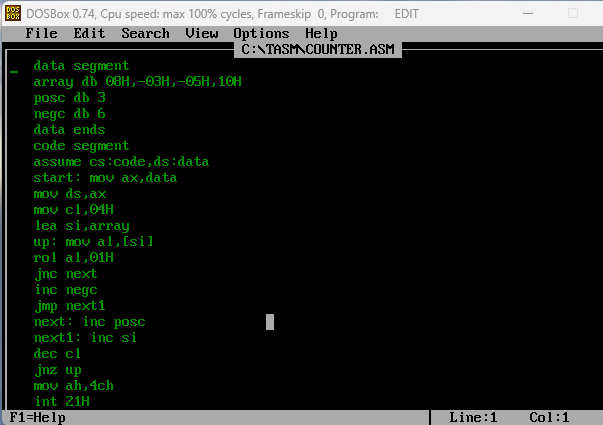 DOSBox 0.74, Cpu speed: max 100% cycles, Frameskip 0, Program: EDIT
File Edit Search View Options Help
C:\TASM\COUNTER.ASM
data segment
array db 08H,-03H,-05H,10H
posc db 3
negc db 6
data ends
code segment
assume cs:code,ds:data
start: mov ax,data
mov ds,ax
mov cl,04H
lea si,array
up: mov al,[si]
rol al,01H
jnc next
inc negc
jmp next1
next: inc posc
next1: inc si
dec cl
jnz up
mov ah,4ch
int 21H
F1=Help Line:1 Col:1